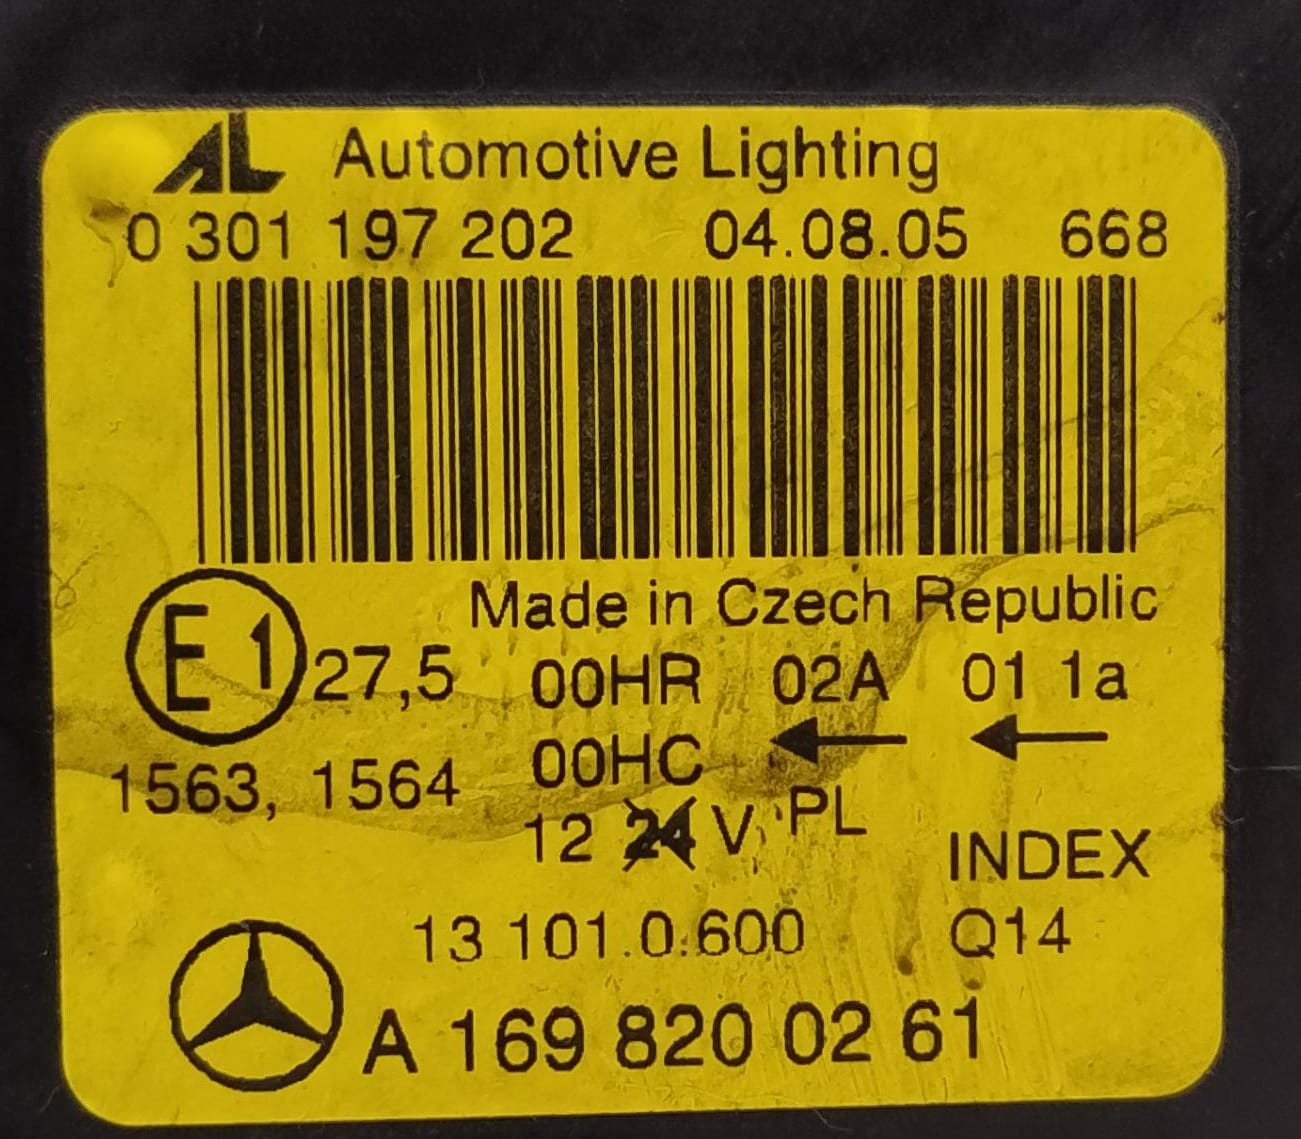 AL Automotive Lighting
0 301 197 202 04.08.05 668
Made in Czech Republic
E1 27,5 00HR 02A 01 1a
00HC ← ←
1563, 1564
12 24 V, PL
INDEX
13 101.0.600 Q14
A 169 820 02 61